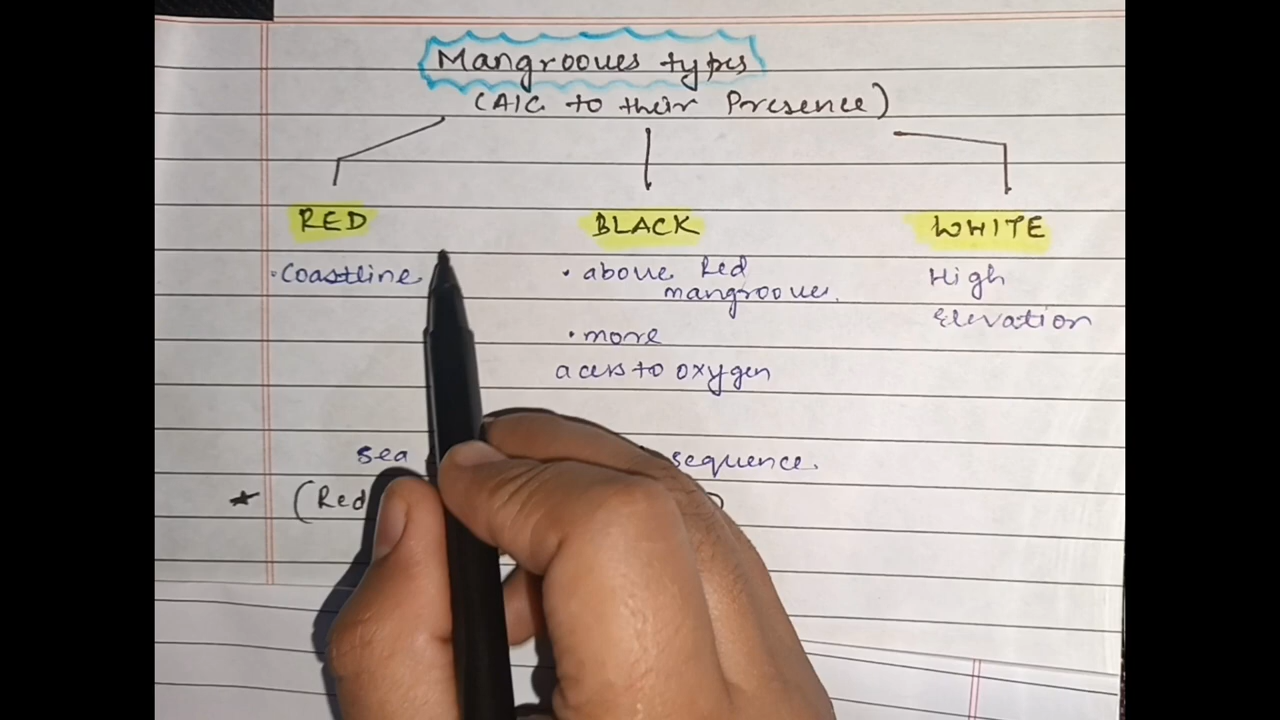 Mangrooves types
(A/C to their Presence)
RED
BLACK
WHITE
• Coastline
• above Red
mangroove.
• more
acess to oxygen
High
Elevation
sea sequence.
★ (Red )